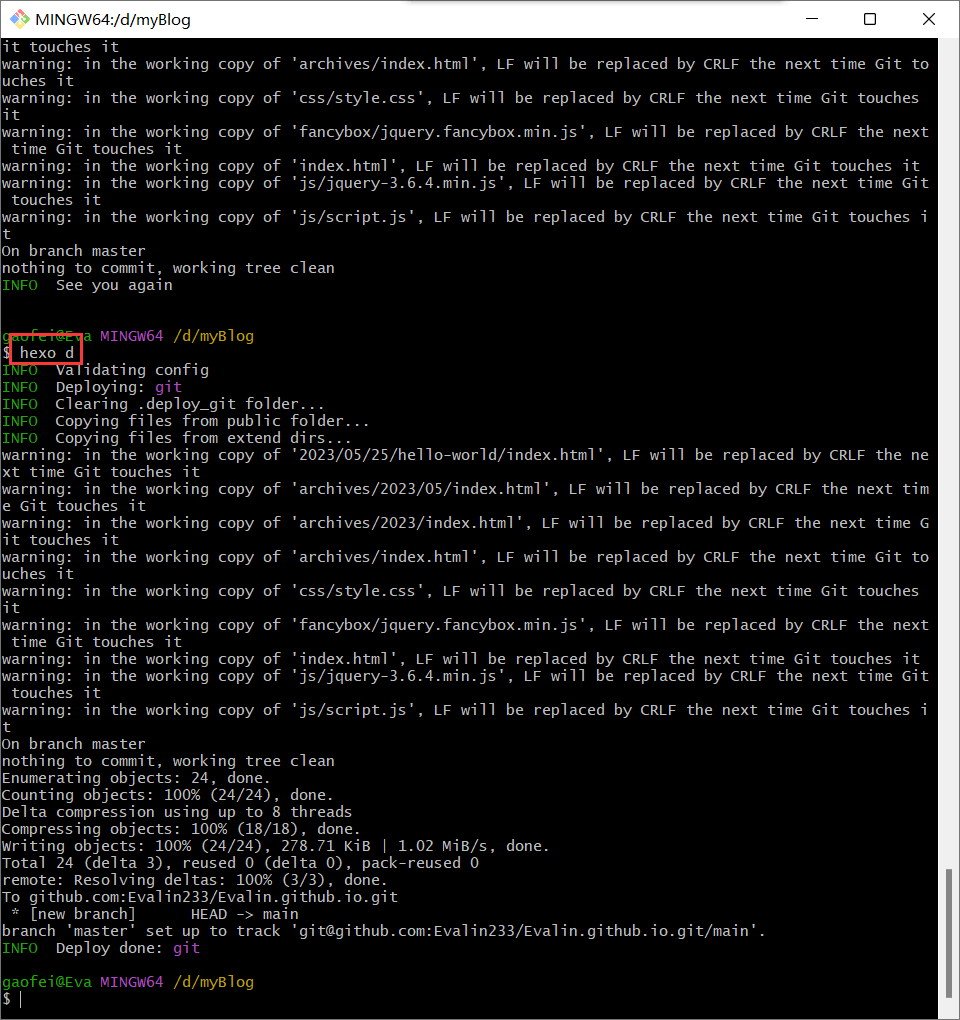 MINGW64:/d/myBlog
it touches it
warning: in the working copy of 'archives/index.html', LF will be replaced by CRLF the next time Git to
uches it
warning: in the working copy of 'css/style.css', LF will be replaced by CRLF the next time Git touches
it
warning: in the working copy of 'fancybox/jquery.fancybox.min.js', LF will be replaced by CRLF the next
 time Git touches it
warning: in the working copy of 'index.html', LF will be replaced by CRLF the next time Git touches it
warning: in the working copy of 'js/jquery-3.6.4.min.js', LF will be replaced by CRLF the next time Git
 touches it
warning: in the working copy of 'js/script.js', LF will be replaced by CRLF the next time Git touches i
t
On branch master
nothing to commit, working tree clean
INFO  See you again
gaofei@Eva MINGW64 /d/myBlog
$ hexo d
INFO  Validating config
INFO  Deploying: git
INFO  Clearing .deploy_git folder...
INFO  Copying files from public folder...
INFO  Copying files from extend dirs...
warning: in the working copy of '2023/05/25/hello-world/index.html', LF will be replaced by CRLF the ne
xt time Git touches it
warning: in the working copy of 'archives/2023/05/index.html', LF will be replaced by CRLF the next tim
e Git touches it
warning: in the working copy of 'archives/2023/index.html', LF will be replaced by CRLF the next time G
it touches it
warning: in the working copy of 'archives/index.html', LF will be replaced by CRLF the next time Git to
uches it
warning: in the working copy of 'css/style.css', LF will be replaced by CRLF the next time Git touches
it
warning: in the working copy of 'fancybox/jquery.fancybox.min.js', LF will be replaced by CRLF the next
 time Git touches it
warning: in the working copy of 'index.html', LF will be replaced by CRLF the next time Git touches it
warning: in the working copy of 'js/jquery-3.6.4.min.js', LF will be replaced by CRLF the next time Git
 touches it
warning: in the working copy of 'js/script.js', LF will be replaced by CRLF the next time Git touches i
t
On branch master
nothing to commit, working tree clean
Enumerating objects: 24, done.
Counting objects: 100% (24/24), done.
Delta compression using up to 8 threads
Compressing objects: 100% (18/18), done.
Writing objects: 100% (24/24), 278.71 KiB | 1.02 MiB/s, done.
Total 24 (delta 3), reused 0 (delta 0), pack-reused 0
remote: Resolving deltas: 100% (3/3), done.
To github.com:Evalin233/Evalin.github.io.git
 * [new branch]      HEAD -> main
branch 'master' set up to track 'git@github.com:Evalin233/Evalin.github.io.git/main'.
INFO  Deploy done: git
gaofei@Eva MINGW64 /d/myBlog
$